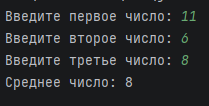 Введите первое число: 11
Введите второе число: 6
Введите третье число: 8
Среднее число: 8